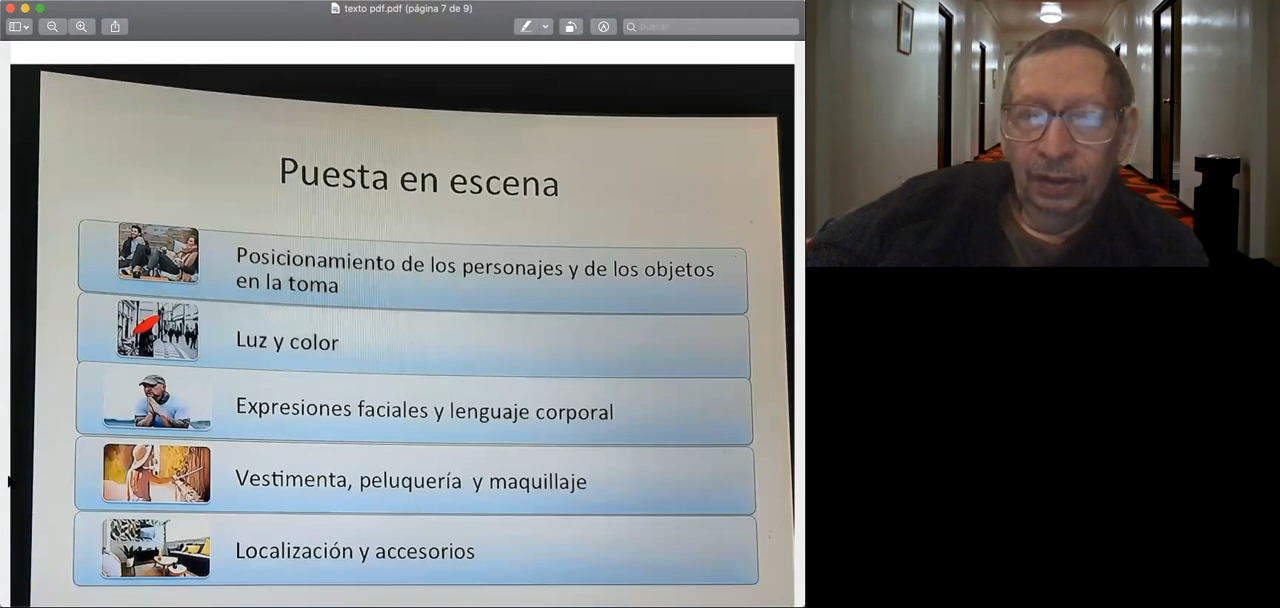 texto pdf.pdf (página 7 de 9)
Buscar
Puesta en escena
Posicionamiento de los personajes y de los objetos
en la toma
Luz y color
Expresiones faciales y lenguaje corporal
Vestimenta, peluquería y maquillaje
Localización y accesorios